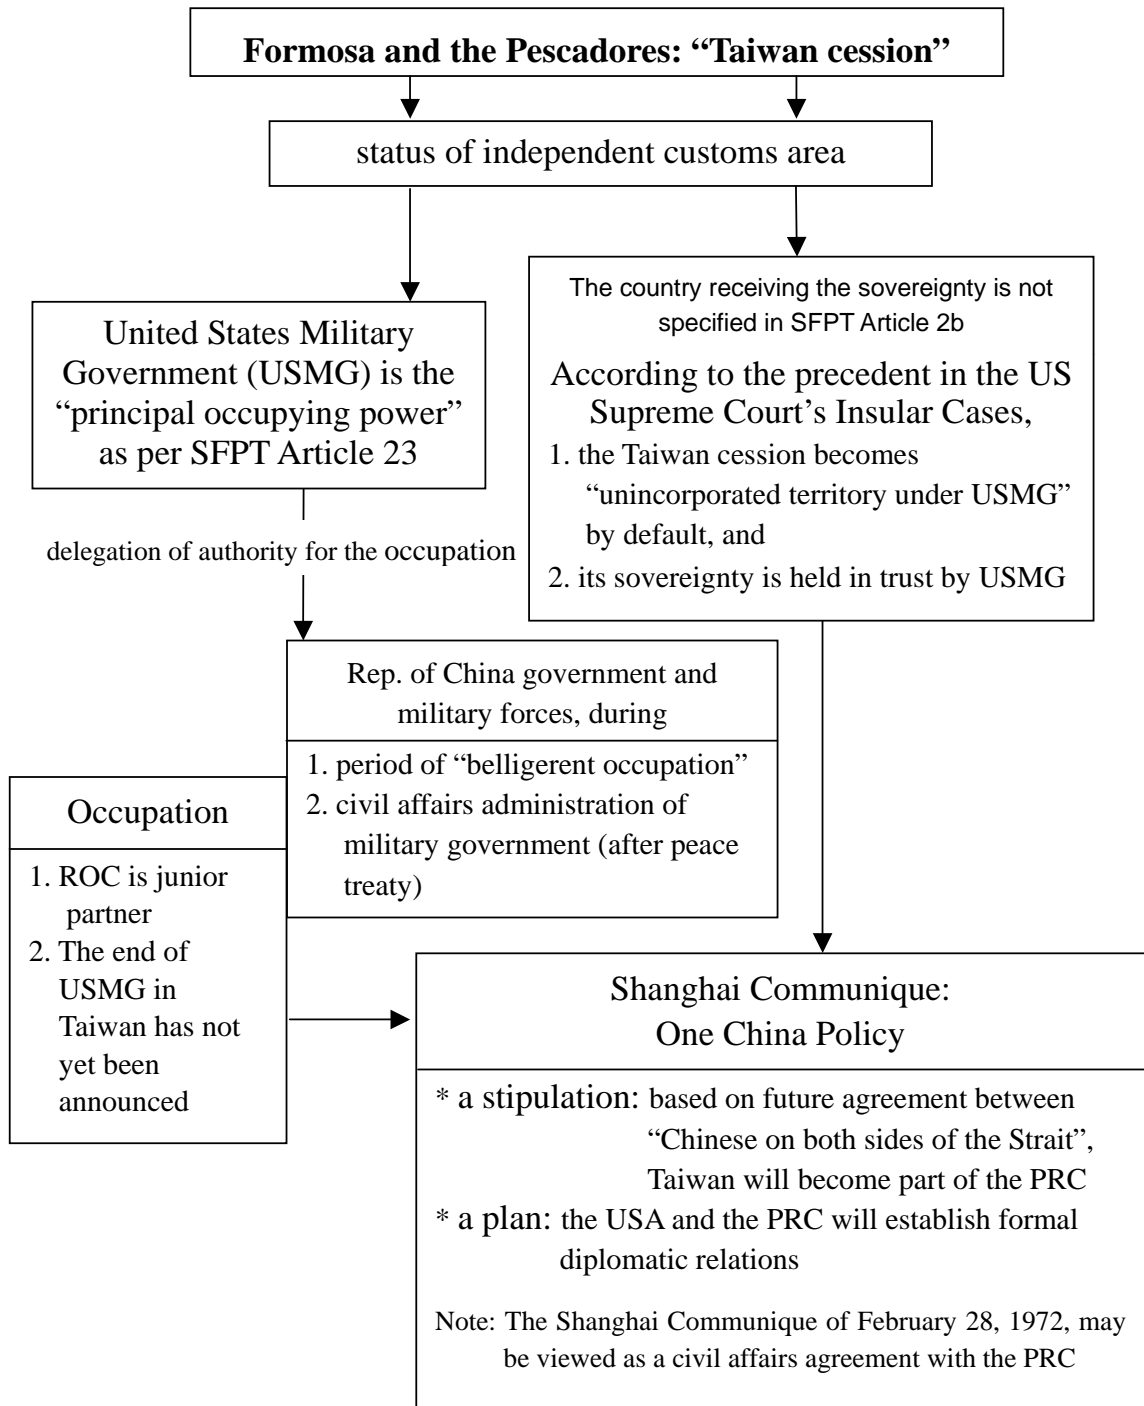 Formosa and the Pescadores: “Taiwan cession”
status of independent customs area
United States Military
Government (USMG) is the
“principal occupying power”
as per SFPT Article 23
The country receiving the sovereignty is not
specified in SFPT Article 2b
According to the precedent in the US
Supreme Court’s Insular Cases,
1. the Taiwan cession becomes
“unincorporated territory under USMG”
by default, and
2. its sovereignty is held in trust by USMG
delegation of authority for the occupation
Rep. of China government and
military forces, during
1. period of “belligerent occupation”
2. civil affairs administration of
military government (after peace
treaty)
Occupation
1. ROC is junior
partner
2. The end of
USMG in
Taiwan has not
yet been
announced
Shanghai Communique:
One China Policy
* a stipulation: based on future agreement between
“Chinese on both sides of the Strait”,
Taiwan will become part of the PRC
* a plan: the USA and the PRC will establish formal
diplomatic relations
Note: The Shanghai Communique of February 28, 1972, may
be viewed as a civil affairs agreement with the PRC